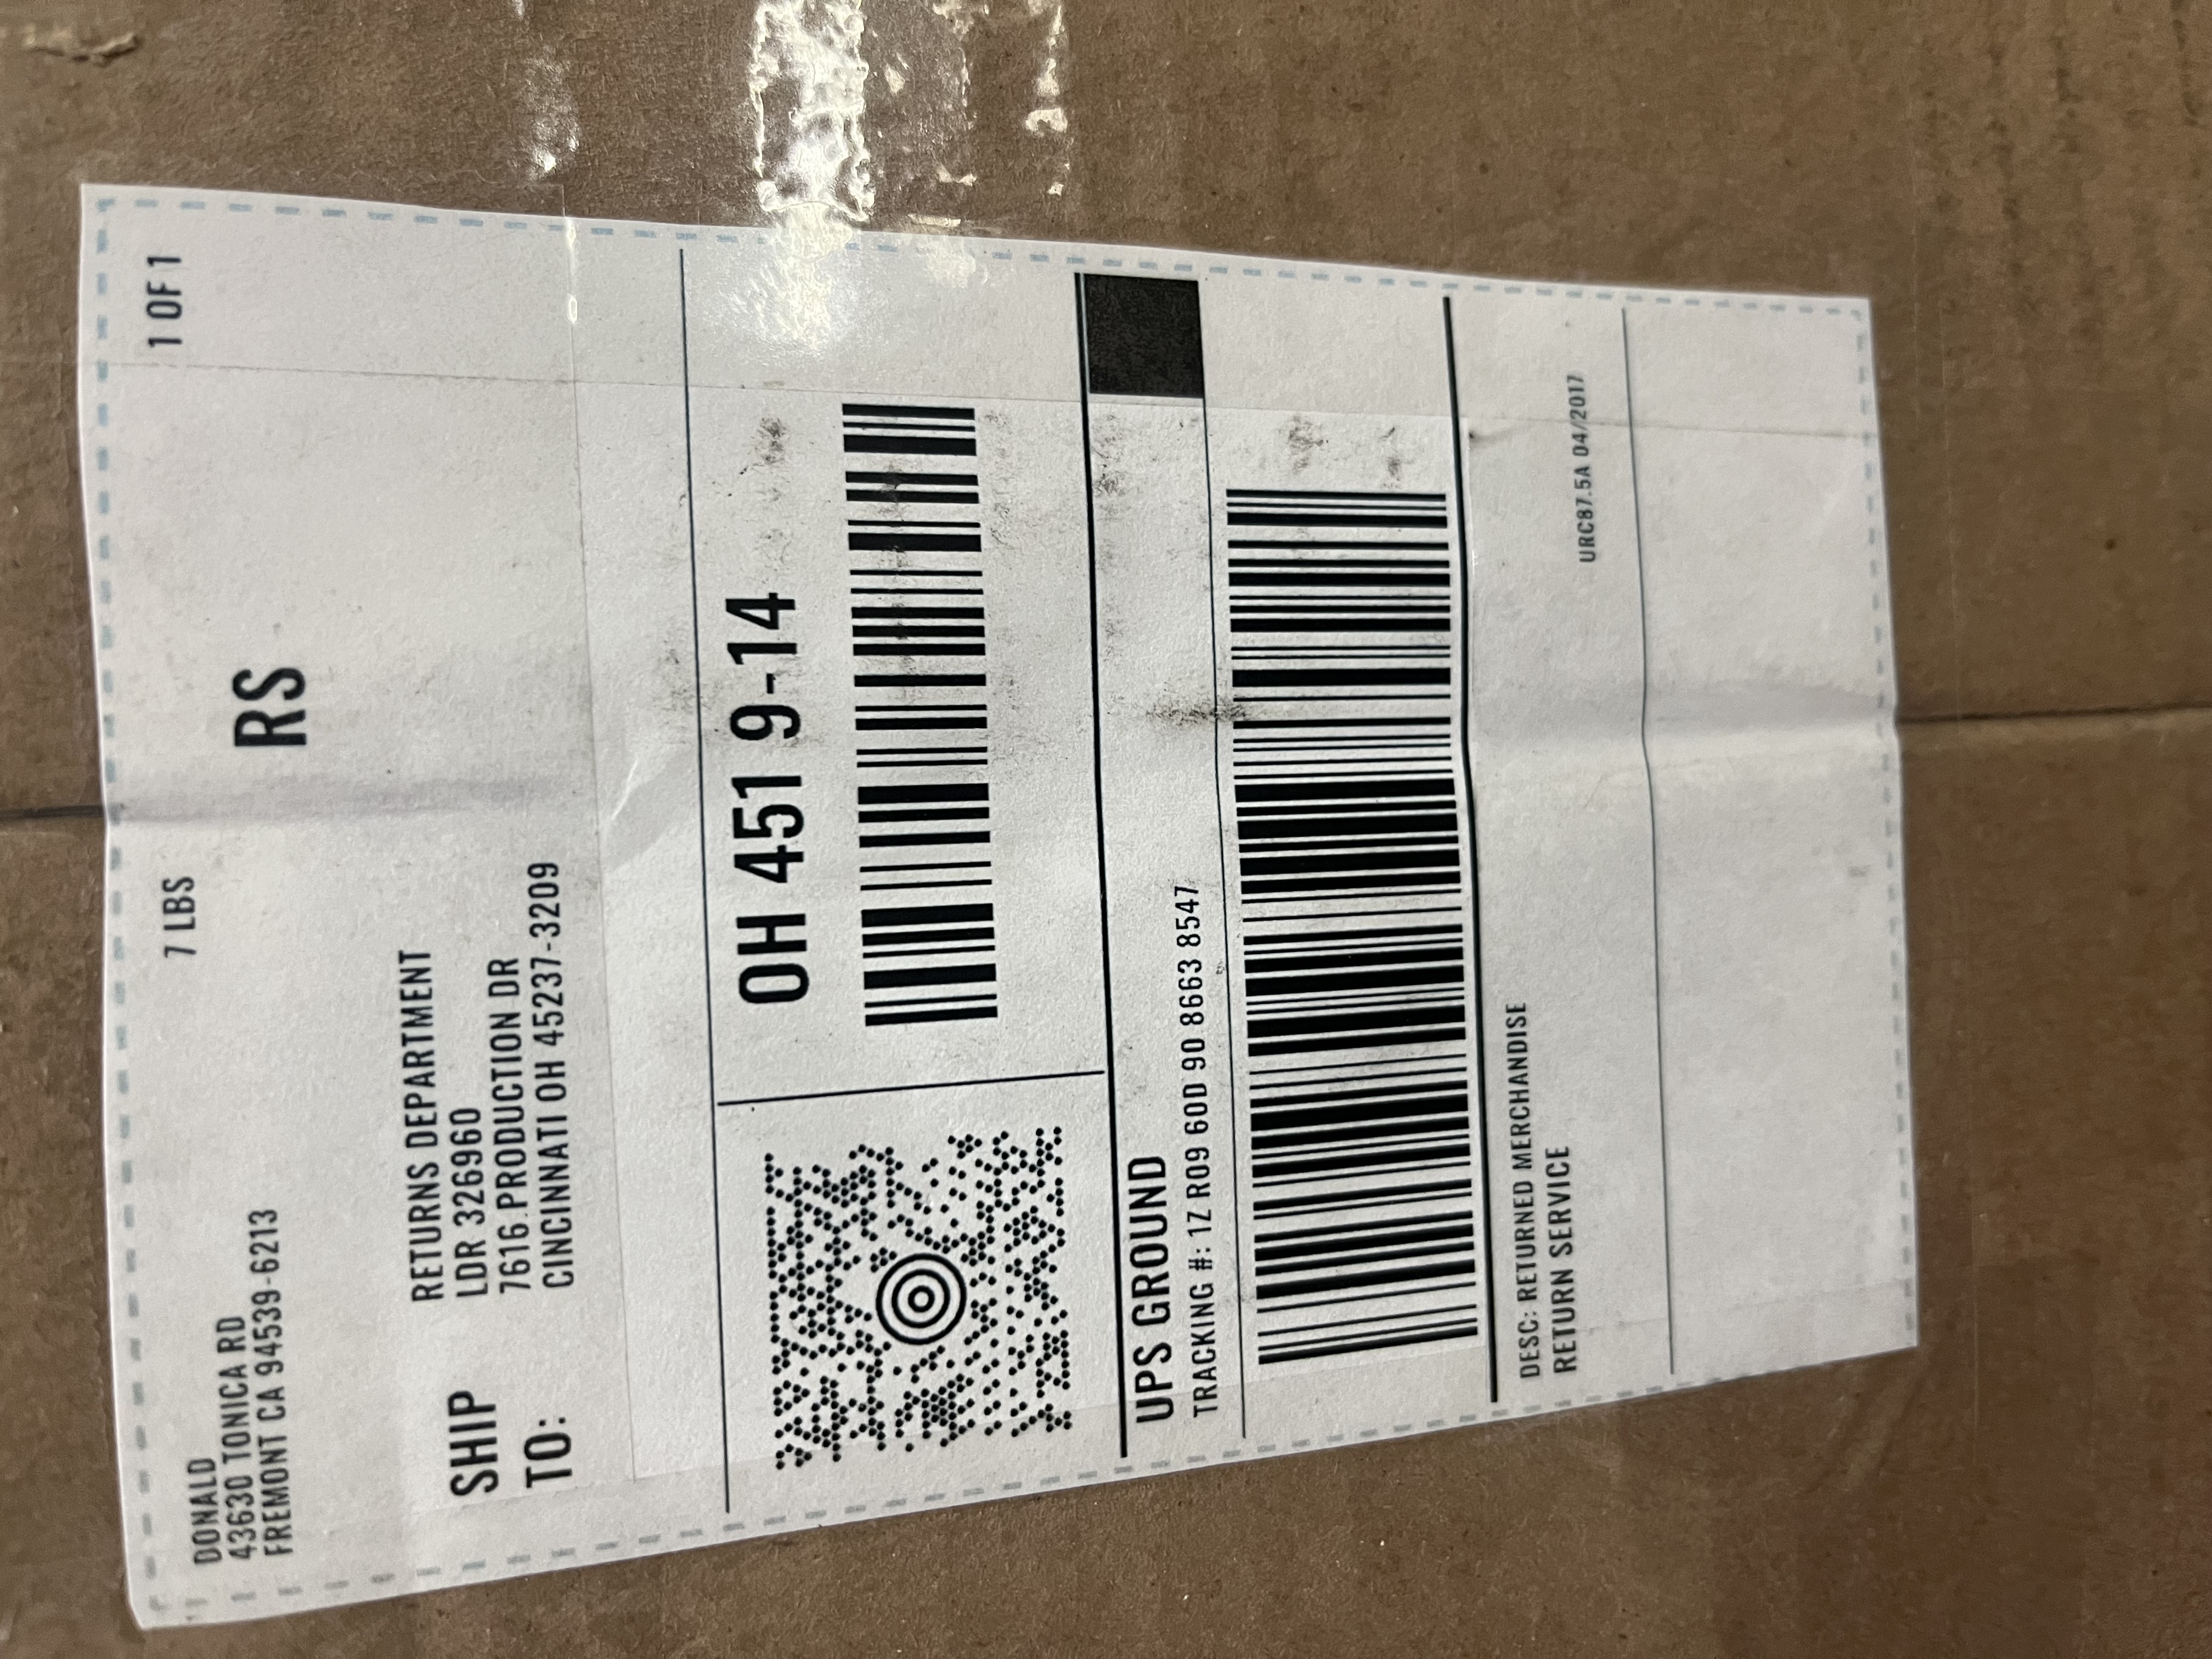 DONALD
43630 TONICA RD
FREMONT CA 94539-6213
7 LBS
1 OF 1
RS
SHIP TO:
RETURNS DEPARTMENT
LDR 326960
7616 PRODUCTION DR
CINCINNATI OH 45237-3209
OH 451 9-14
UPS GROUND
TRACKING #: 1Z R09 60D 90 8663 8547
DESC: RETURNED MERCHANDISE
RETURN SERVICE
URC87.5A 04/2017